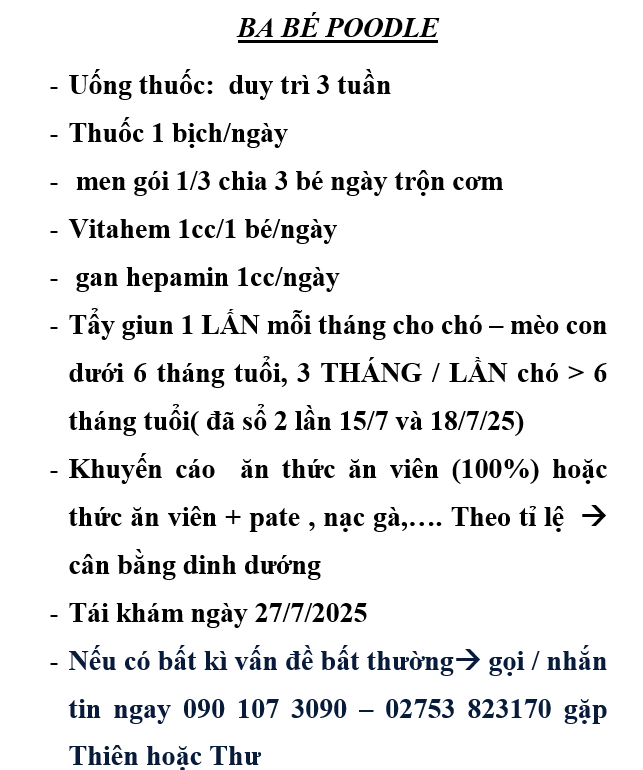 BA BÉ POODLE
- Uống thuốc: duy trì 3 tuần
- Thuốc 1 bịch/ngày
- men gói 1/3 chia 3 bé ngày trộn cơm
- Vitahem 1cc/1 bé/ngày
- gan hepamin 1cc/ngày
- Tẩy giun 1 LẤN mỗi tháng cho chó – mèo con
dưới 6 tháng tuổi, 3 THÁNG / LẦN chó > 6
tháng tuổi( đã sổ 2 lần 15/7 và 18/7/25)
- Khuyến cáo ăn thức ăn viên (100%) hoặc
thức ăn viên + pate , nạc gà,…. Theo tỉ lệ →
cân bằng dinh dướng
- Tái khám ngày 27/7/2025
- Nếu có bất kì vấn đề bất thường→ gọi / nhắn
tin ngay 090 107 3090 – 02753 823170 gặp
Thiên hoặc Thư